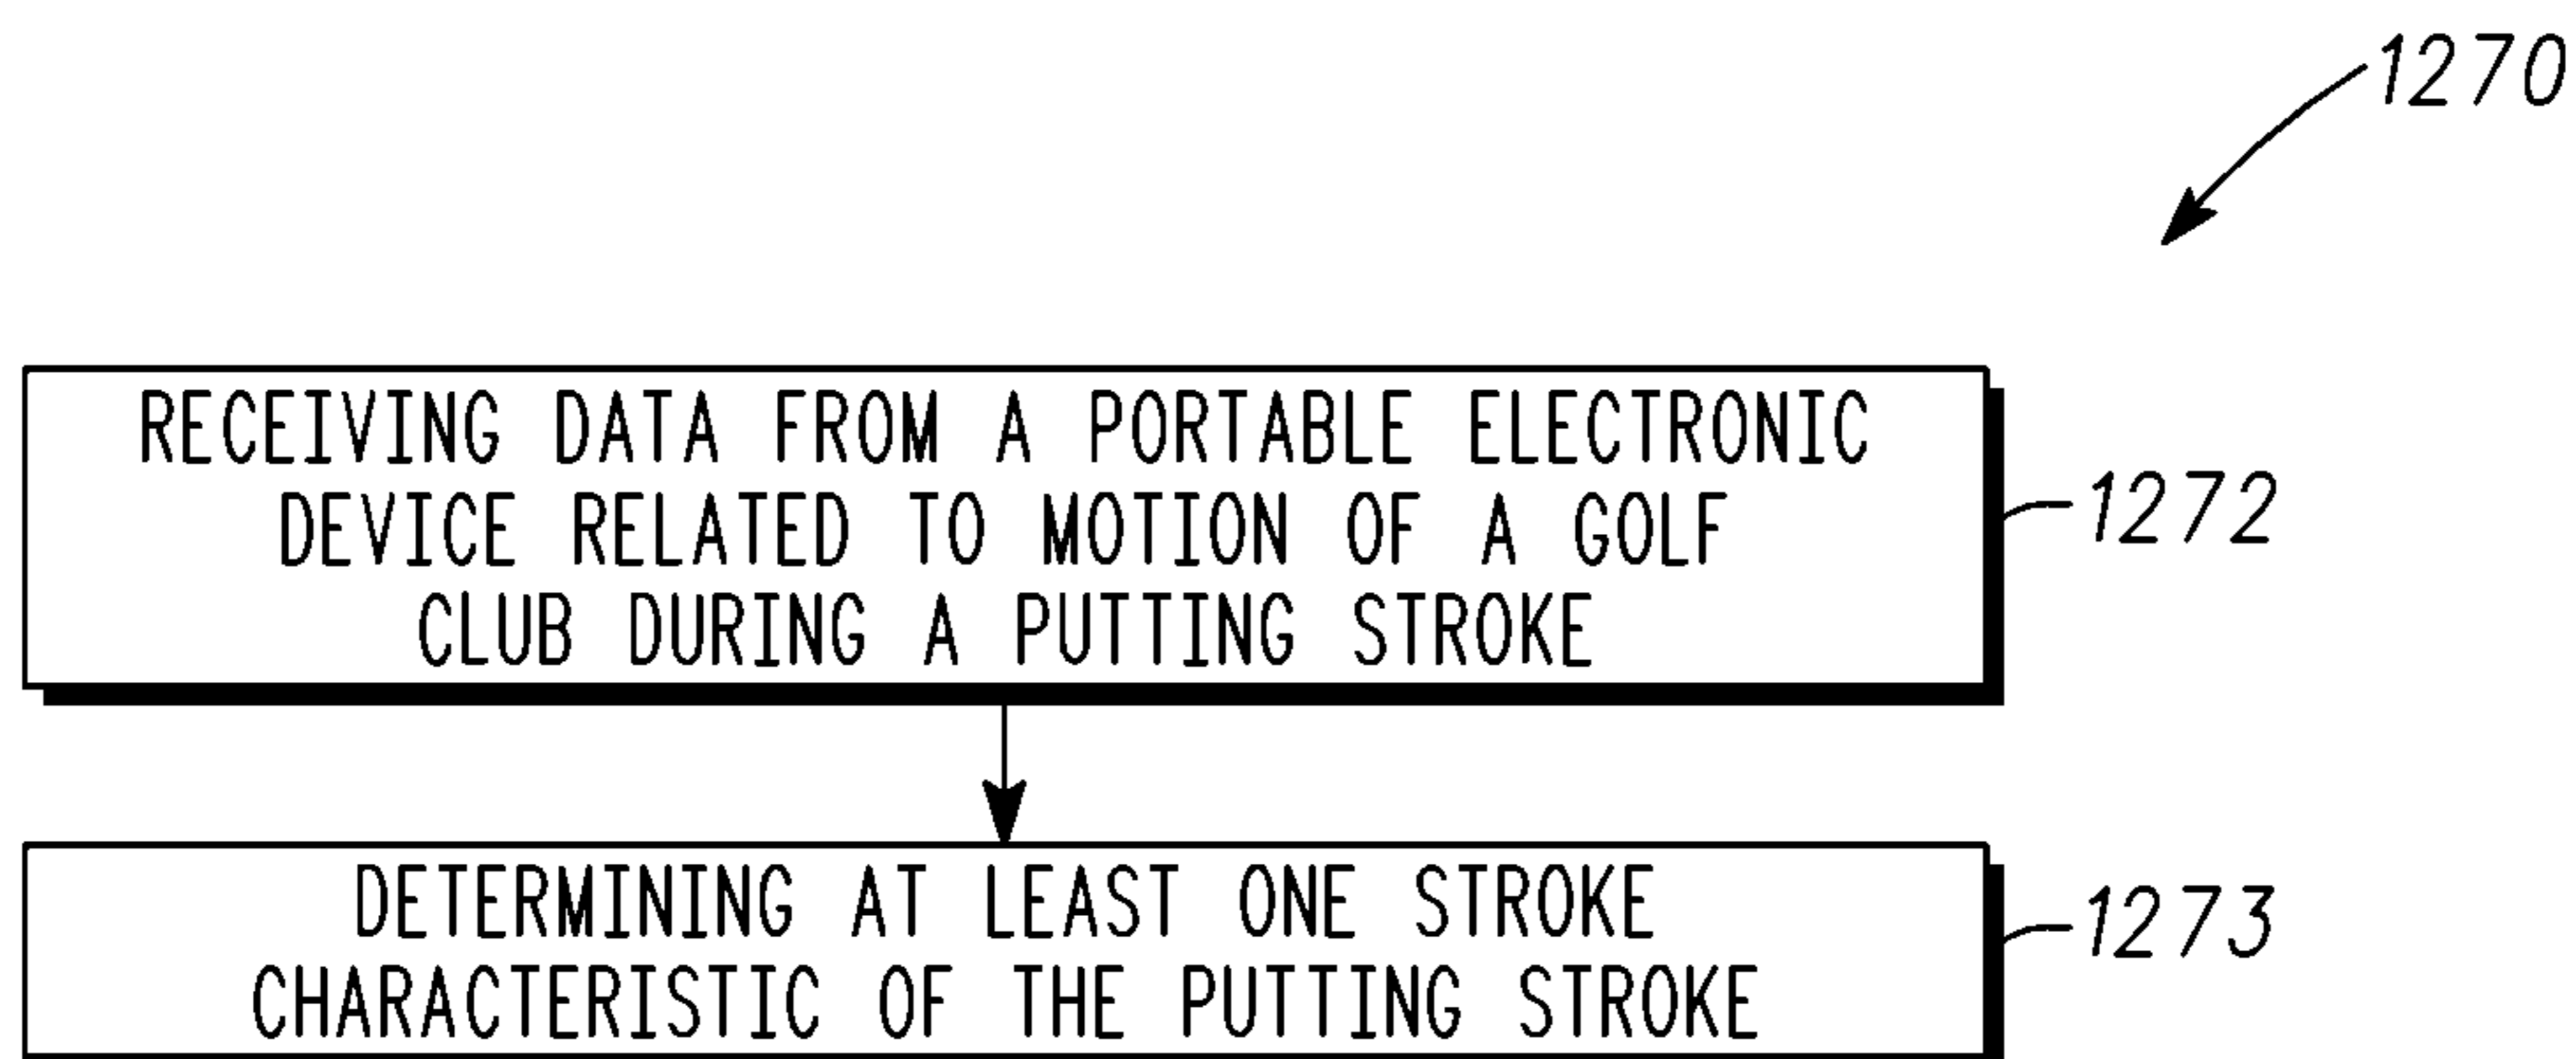 1270
RECEIVING DATA FROM A PORTABLE ELECTRONIC
DEVICE RELATED TO MOTION OF A GOLF
CLUB DURING A PUTTING STROKE
1272
DETERMINING AT LEAST ONE STROKE
CHARACTERISTIC OF THE PUTTING STROKE
1273